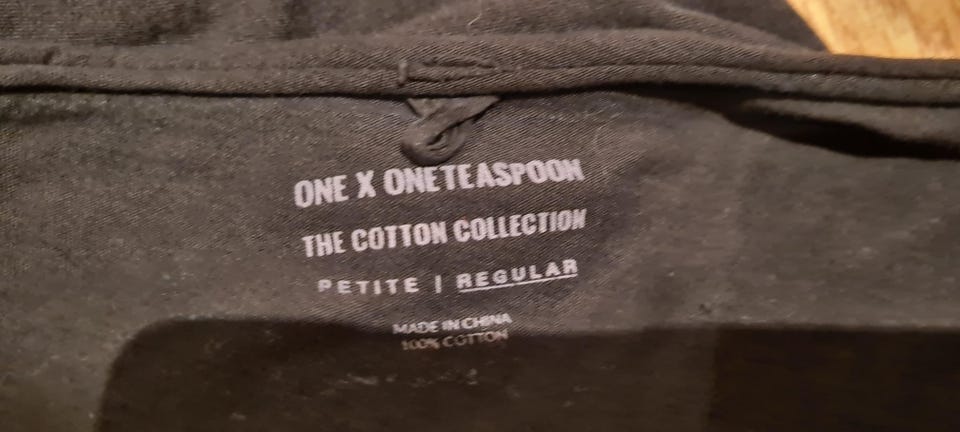 ONE X ONETEASPOON
THE COTTON COLLECTION
PETITE | REGULAR
MADE IN CHINA
100% COTTON